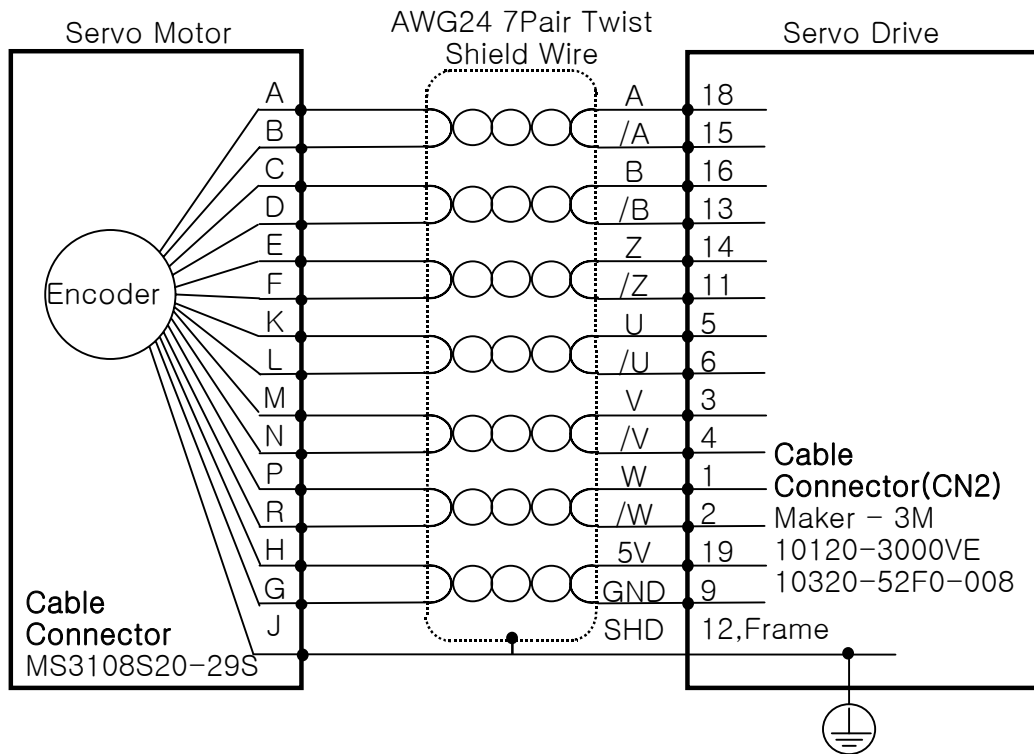 Servo Motor
AWG24 7Pair Twist
Shield Wire
Servo Drive
A A 18
B /A 15
C B 16
D /B 13
E Z 14
Encoder
F /Z 11
K U 5
L /U 6
M V 3
N /V 4
P W 1
R /W 2
H 5V 19
G GND 9
J SHD 12,Frame
Cable
Connector
MS3108S20-29S
Cable
Connector(CN2)
Maker - 3M
10120-3000VE
10320-52F0-008